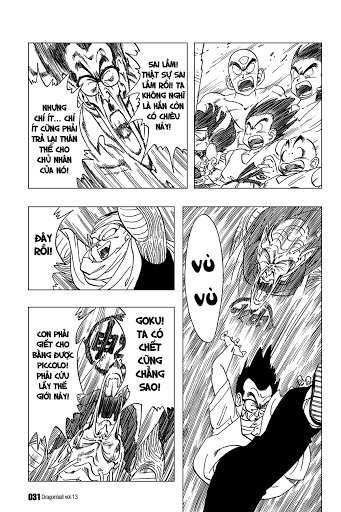 SAI LẦM!
THẬT SỰ SAI
LẦM RỒI! TA
KHÔNG NGHĨ
LÀ HẮN CÒN
CÓ CHIÊU
NÀY!
NHƯNG
CHÍ ÍT... CHÍ
ÍT CŨNG PHẢI
TRẢ LẠI THÂN
THỂ CHO
CHỦ NHÂN
CỦA NÓ!
VÙ
VÙ
ĐÂY
RỒI!
GOKU!
TA CÓ
CHẾT
CŨNG
CHẲNG
SAO!
CON PHẢI
GIẾT CHO
BẰNG ĐƯỢC
PICCOLO!
PHẢI CỨU
LẤY THẾ
GIỚI NÀY!
031 Dragonball vol.13